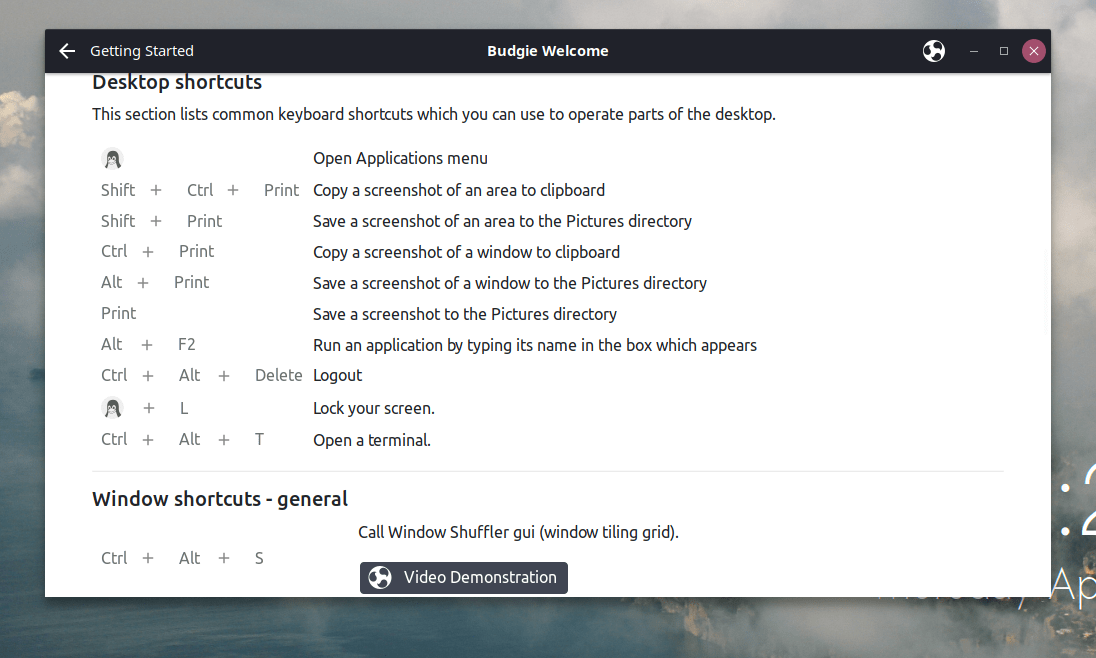 Getting Started
Budgie Welcome
Desktop shortcuts
This section lists common keyboard shortcuts which you can use to operate parts of the desktop.
Open Applications menu
Shift + Ctrl + Print Copy a screenshot of an area to clipboard
Shift + Print Save a screenshot of an area to the Pictures directory
Ctrl + Print Copy a screenshot of a window to clipboard
Alt + Print Save a screenshot of a window to the Pictures directory
Print Save a screenshot to the Pictures directory
Alt + F2 Run an application by typing its name in the box which appears
Ctrl + Alt + Delete Logout
+ L Lock your screen.
Ctrl + Alt + T Open a terminal.
Window shortcuts - general
Call Window Shuffler gui (window tiling grid).
Ctrl + Alt + S
Video Demonstration
:2
Ap